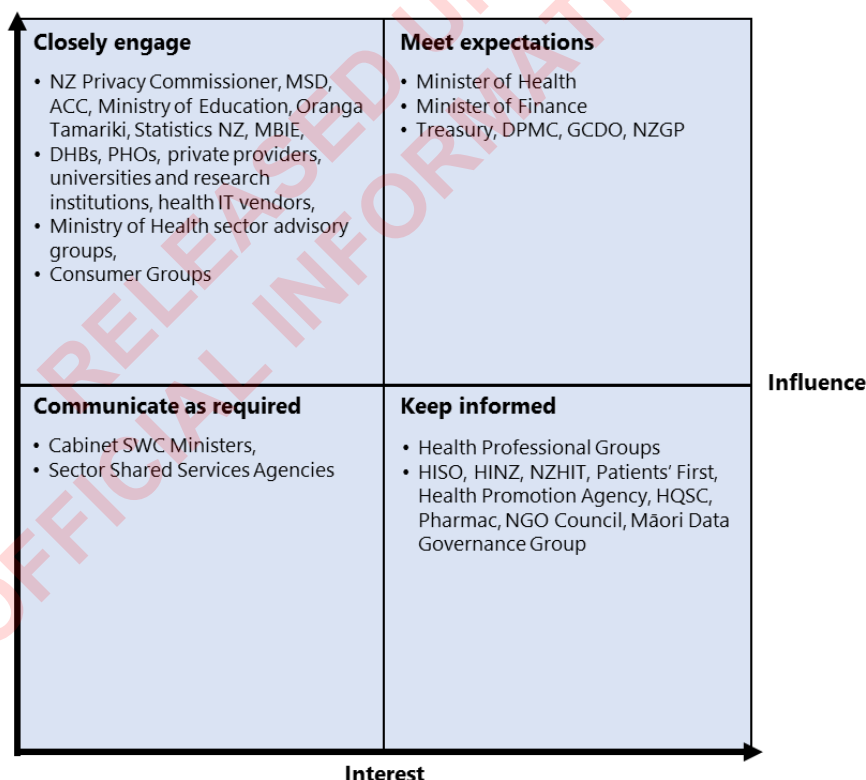 Closely engage
• NZ Privacy Commissioner, MSD,
ACC, Ministry of Education, Oranga
Tamariki, Statistics NZ, MBIE,
• DHBs, PHOs, private providers,
universities and research
institutions, health IT vendors,
• Ministry of Health sector advisory
groups,
• Consumer Groups
Meet expectations
• Minister of Health
• Minister of Finance
• Treasury, DPMC, GCDO, NZGP
Influence
Communicate as required
• Cabinet SWC Ministers,
• Sector Shared Services Agencies
Keep informed
• Health Professional Groups
• HISO, HINZ, NZHIT, Patients’ First,
Health Promotion Agency, HQSC,
Pharmac, NGO Council, Māori Data
Governance Group
Interest
RELEASED
OFFICIAL INFORMAT